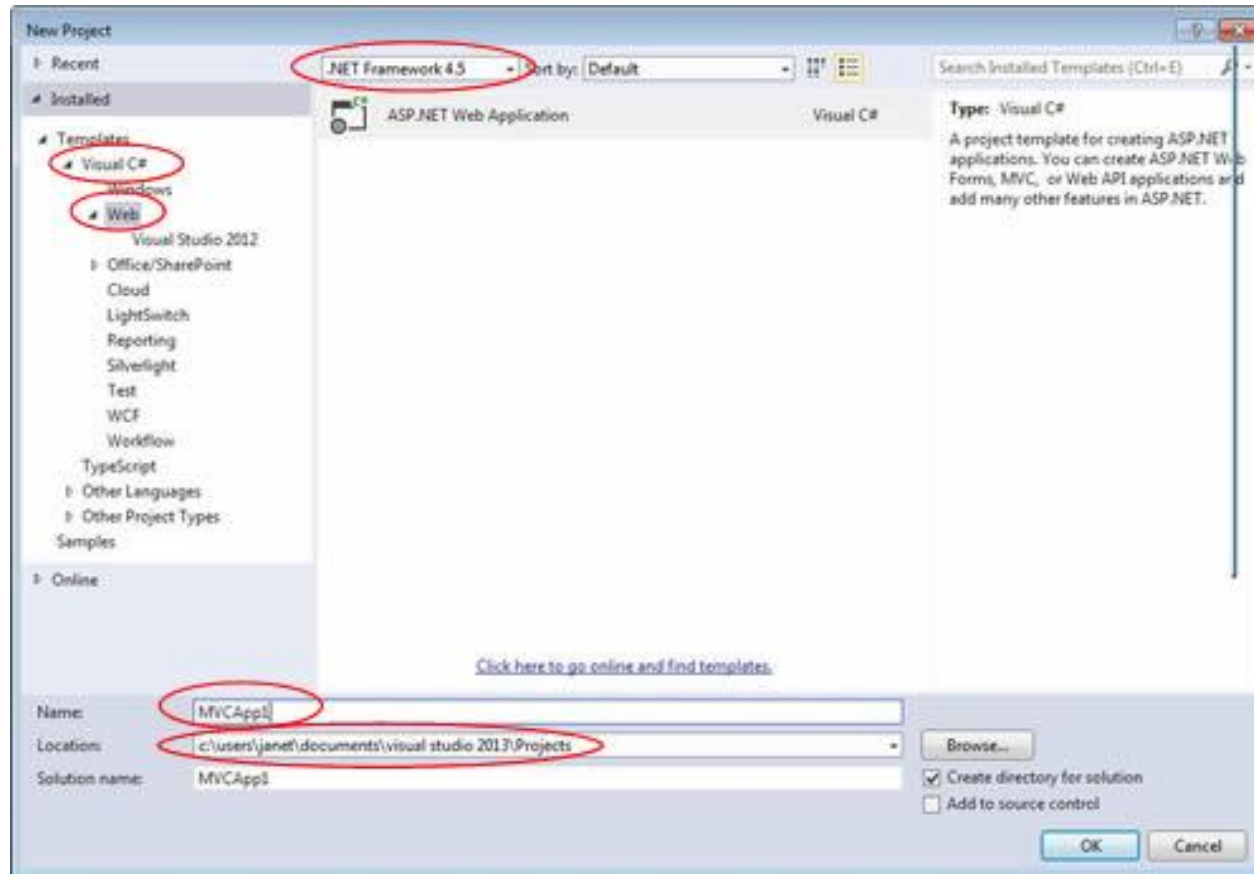 New Project
Recent
.NET Framework 4.5
Sort by: Default
Search Installed Templates (Ctrl+E)
Installed
Templates
Visual C#
Windows
Web
Visual Studio 2012
Office/SharePoint
Cloud
LightSwitch
Reporting
Silverlight
Test
WCF
Workflow
TypeScript
Other Languages
Other Project Types
Samples
Online
ASP.NET Web Application Visual C#
Type: Visual C#
A project template for creating ASP.NET
applications. You can create ASP.NET Web
Forms, MVC, or Web API applications and
add many other features in ASP.NET.
Click here to go online and find templates.
Name: MVCApp1
Location: c:\users\janet\documents\visual studio 2013\Projects
Browse...
Solution name: MVCApp1
Create directory for solution
Add to source control
OK Cancel